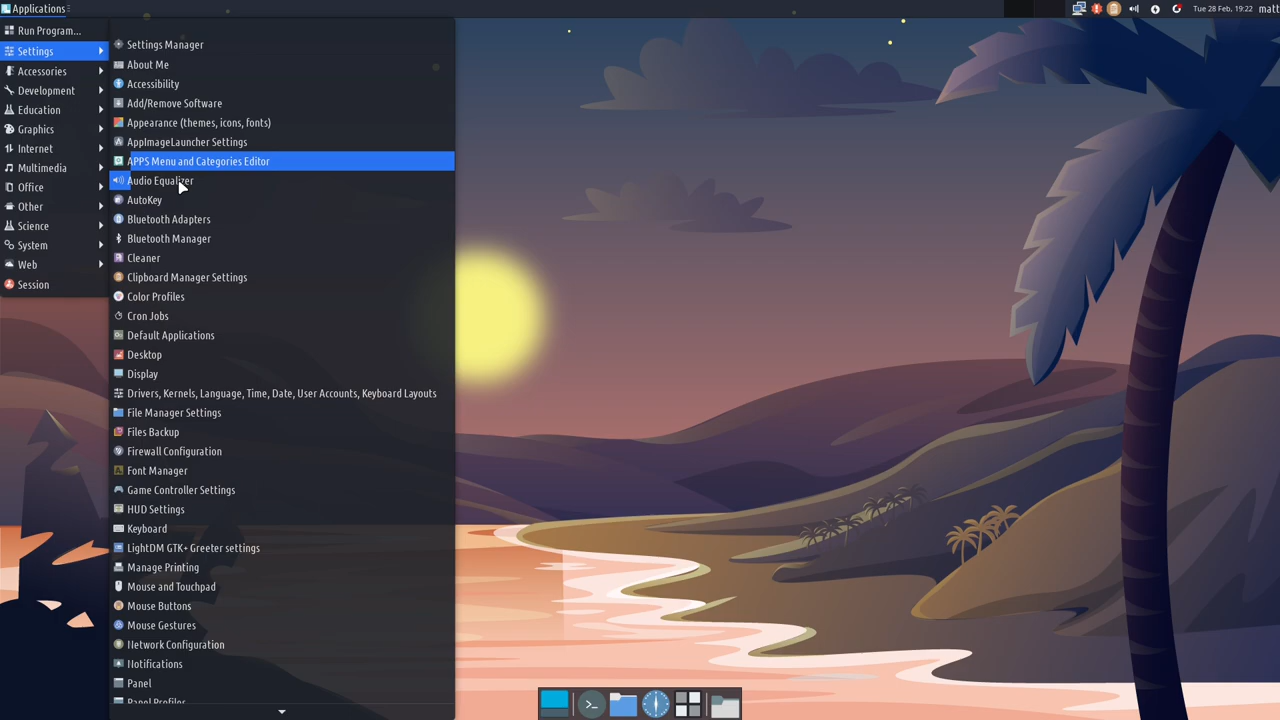 Applications
Tue 28 Feb, 19:22 matt
Run Program...
Settings
Accessories
Development
Education
Graphics
Internet
Multimedia
Office
Other
Science
System
Web
Session
Settings Manager
About Me
Accessibility
Add/Remove Software
Appearance (themes, icons, fonts)
AppImageLauncher Settings
APPS Menu and Categories Editor
Audio Equalizer
AutoKey
Bluetooth Adapters
Bluetooth Manager
Cleaner
Clipboard Manager Settings
Color Profiles
Cron Jobs
Default Applications
Desktop
Display
Drivers, Kernels, Language, Time, Date, User Accounts, Keyboard Layouts
File Manager Settings
Files Backup
Firewall Configuration
Font Manager
Game Controller Settings
HUD Settings
Keyboard
LightDM GTK+ Greeter settings
Manage Printing
Mouse and Touchpad
Mouse Buttons
Mouse Gestures
Network Configuration
Notifications
Panel
Panel Profiles